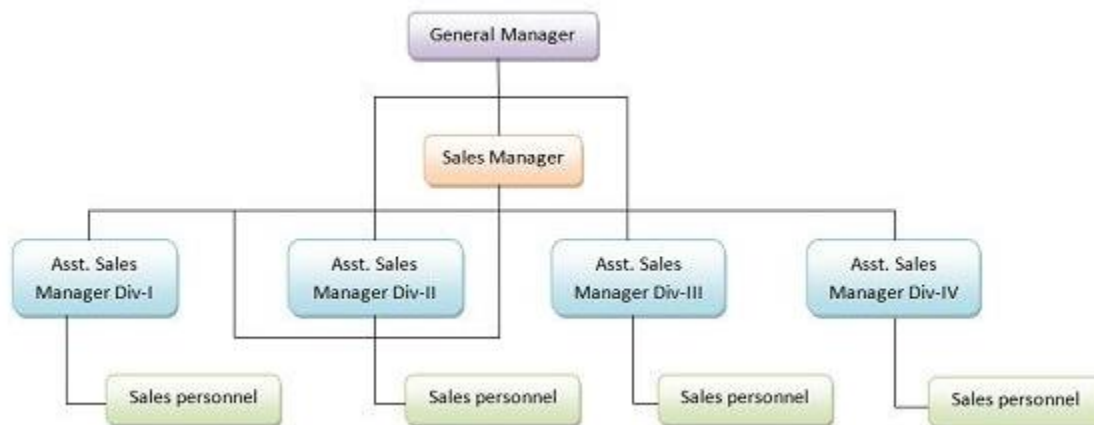 General Manager
Sales Manager
Asst. Sales
Manager Div-I
Asst. Sales
Manager Div-II
Asst. Sales
Manager Div-III
Asst. Sales
Manager Div-IV
Sales personnel
Sales personnel
Sales personnel
Sales personnel